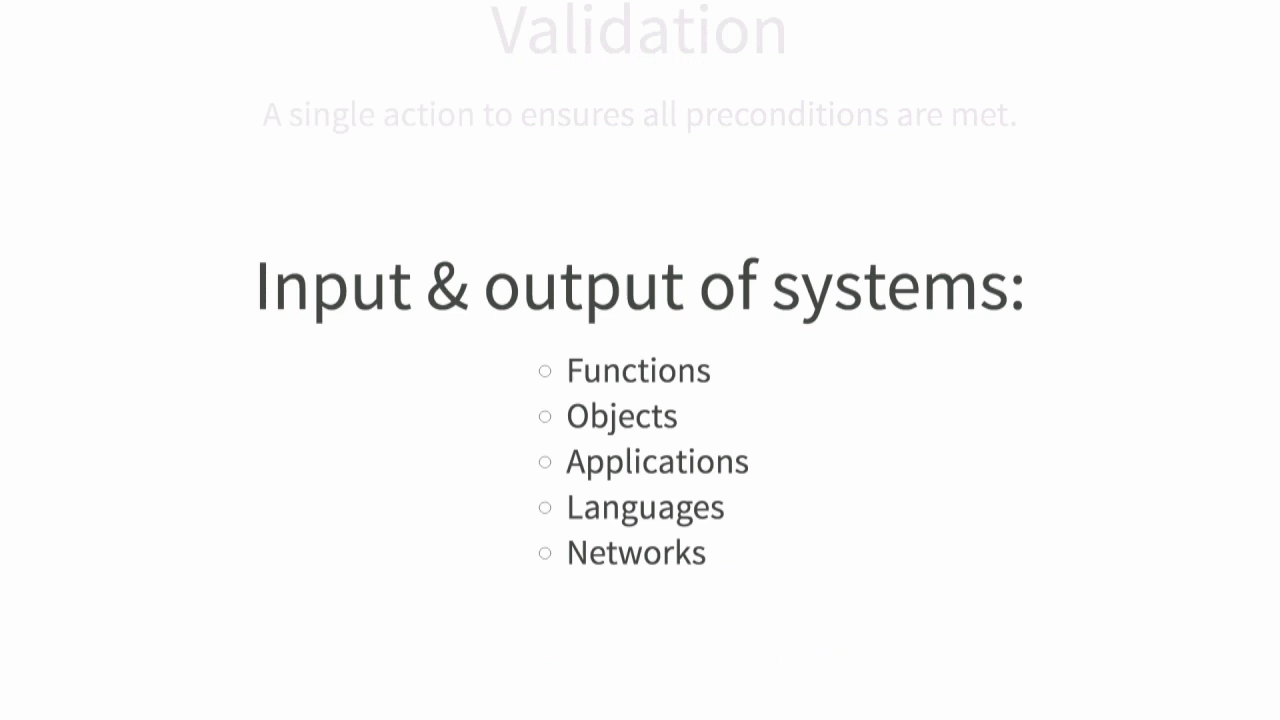 Validation
A single action to ensures all preconditions are met.
Input & output of systems:
Functions
Objects
Applications
Languages
Networks